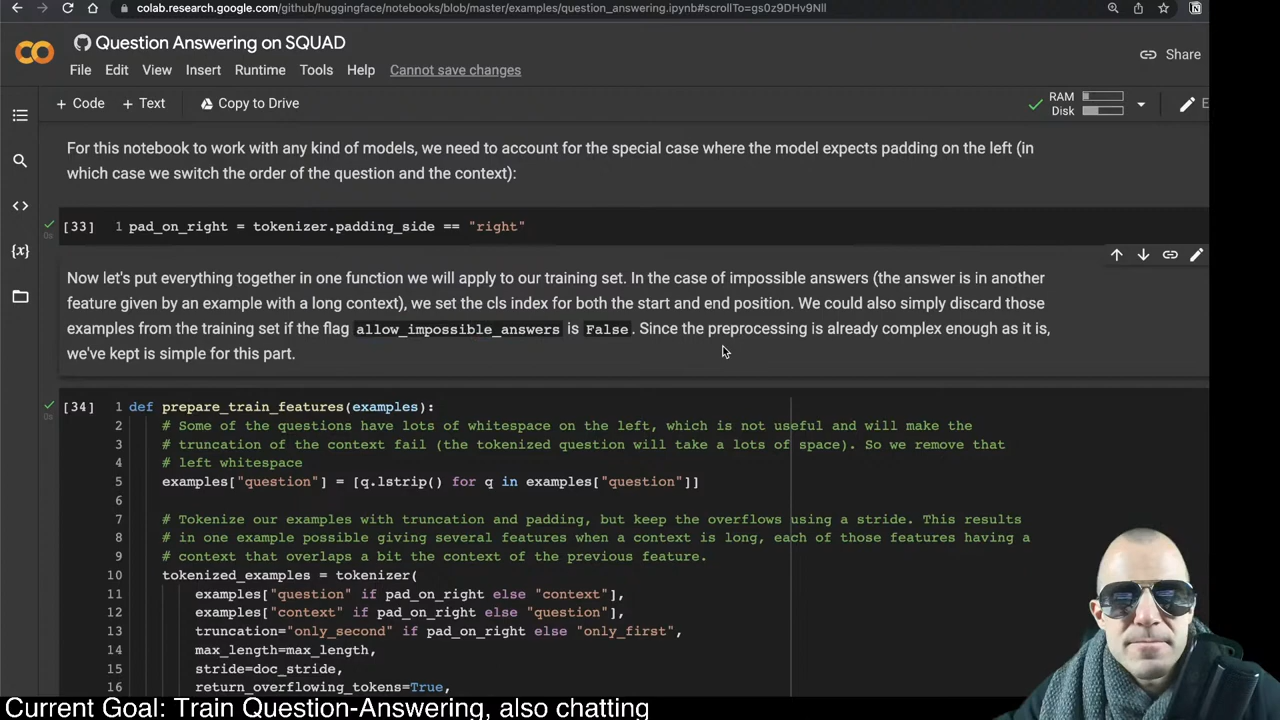 colab.research.google.com/github/huggingface/notebooks/blob/master/examples/question_answering.ipynb#scrollTo=gs0z9DHv9NlI
Question Answering on SQUAD
File Edit View Insert Runtime Tools Help Cannot save changes
Share
+ Code + Text Copy to Drive
RAM
Disk
E
For this notebook to work with any kind of models, we need to account for the special case where the model expects padding on the left (in
which case we switch the order of the question and the context):
[33] 1 pad_on_right = tokenizer.padding_side == "right"
0s
Now let's put everything together in one function we will apply to our training set. In the case of impossible answers (the answer is in another
feature given by an example with a long context), we set the cls index for both the start and end position. We could also simply discard those
examples from the training set if the flag allow_impossible_answers is False. Since the preprocessing is already complex enough as it is,
we've kept is simple for this part.
[34] 1 def prepare_train_features(examples):
0s
2 # Some of the questions have lots of whitespace on the left, which is not useful and will make the
3 # truncation of the context fail (the tokenized question will take a lots of space). So we remove that
4 # left whitespace
5 examples["question"] = [q.lstrip() for q in examples["question"]]
6
7 # Tokenize our examples with truncation and padding, but keep the overflows using a stride. This results
8 # in one example possible giving several features when a context is long, each of those features having a
9 # context that overlaps a bit the context of the previous feature.
10 tokenized_examples = tokenizer(
11 examples["question" if pad_on_right else "context"],
12 examples["context" if pad_on_right else "question"],
13 truncation="only_second" if pad_on_right else "only_first",
14 max_length=max_length,
15 stride=doc_stride,
16 return_overflowing_tokens=True,
Current Goal: Train Question-Answering, also chatting